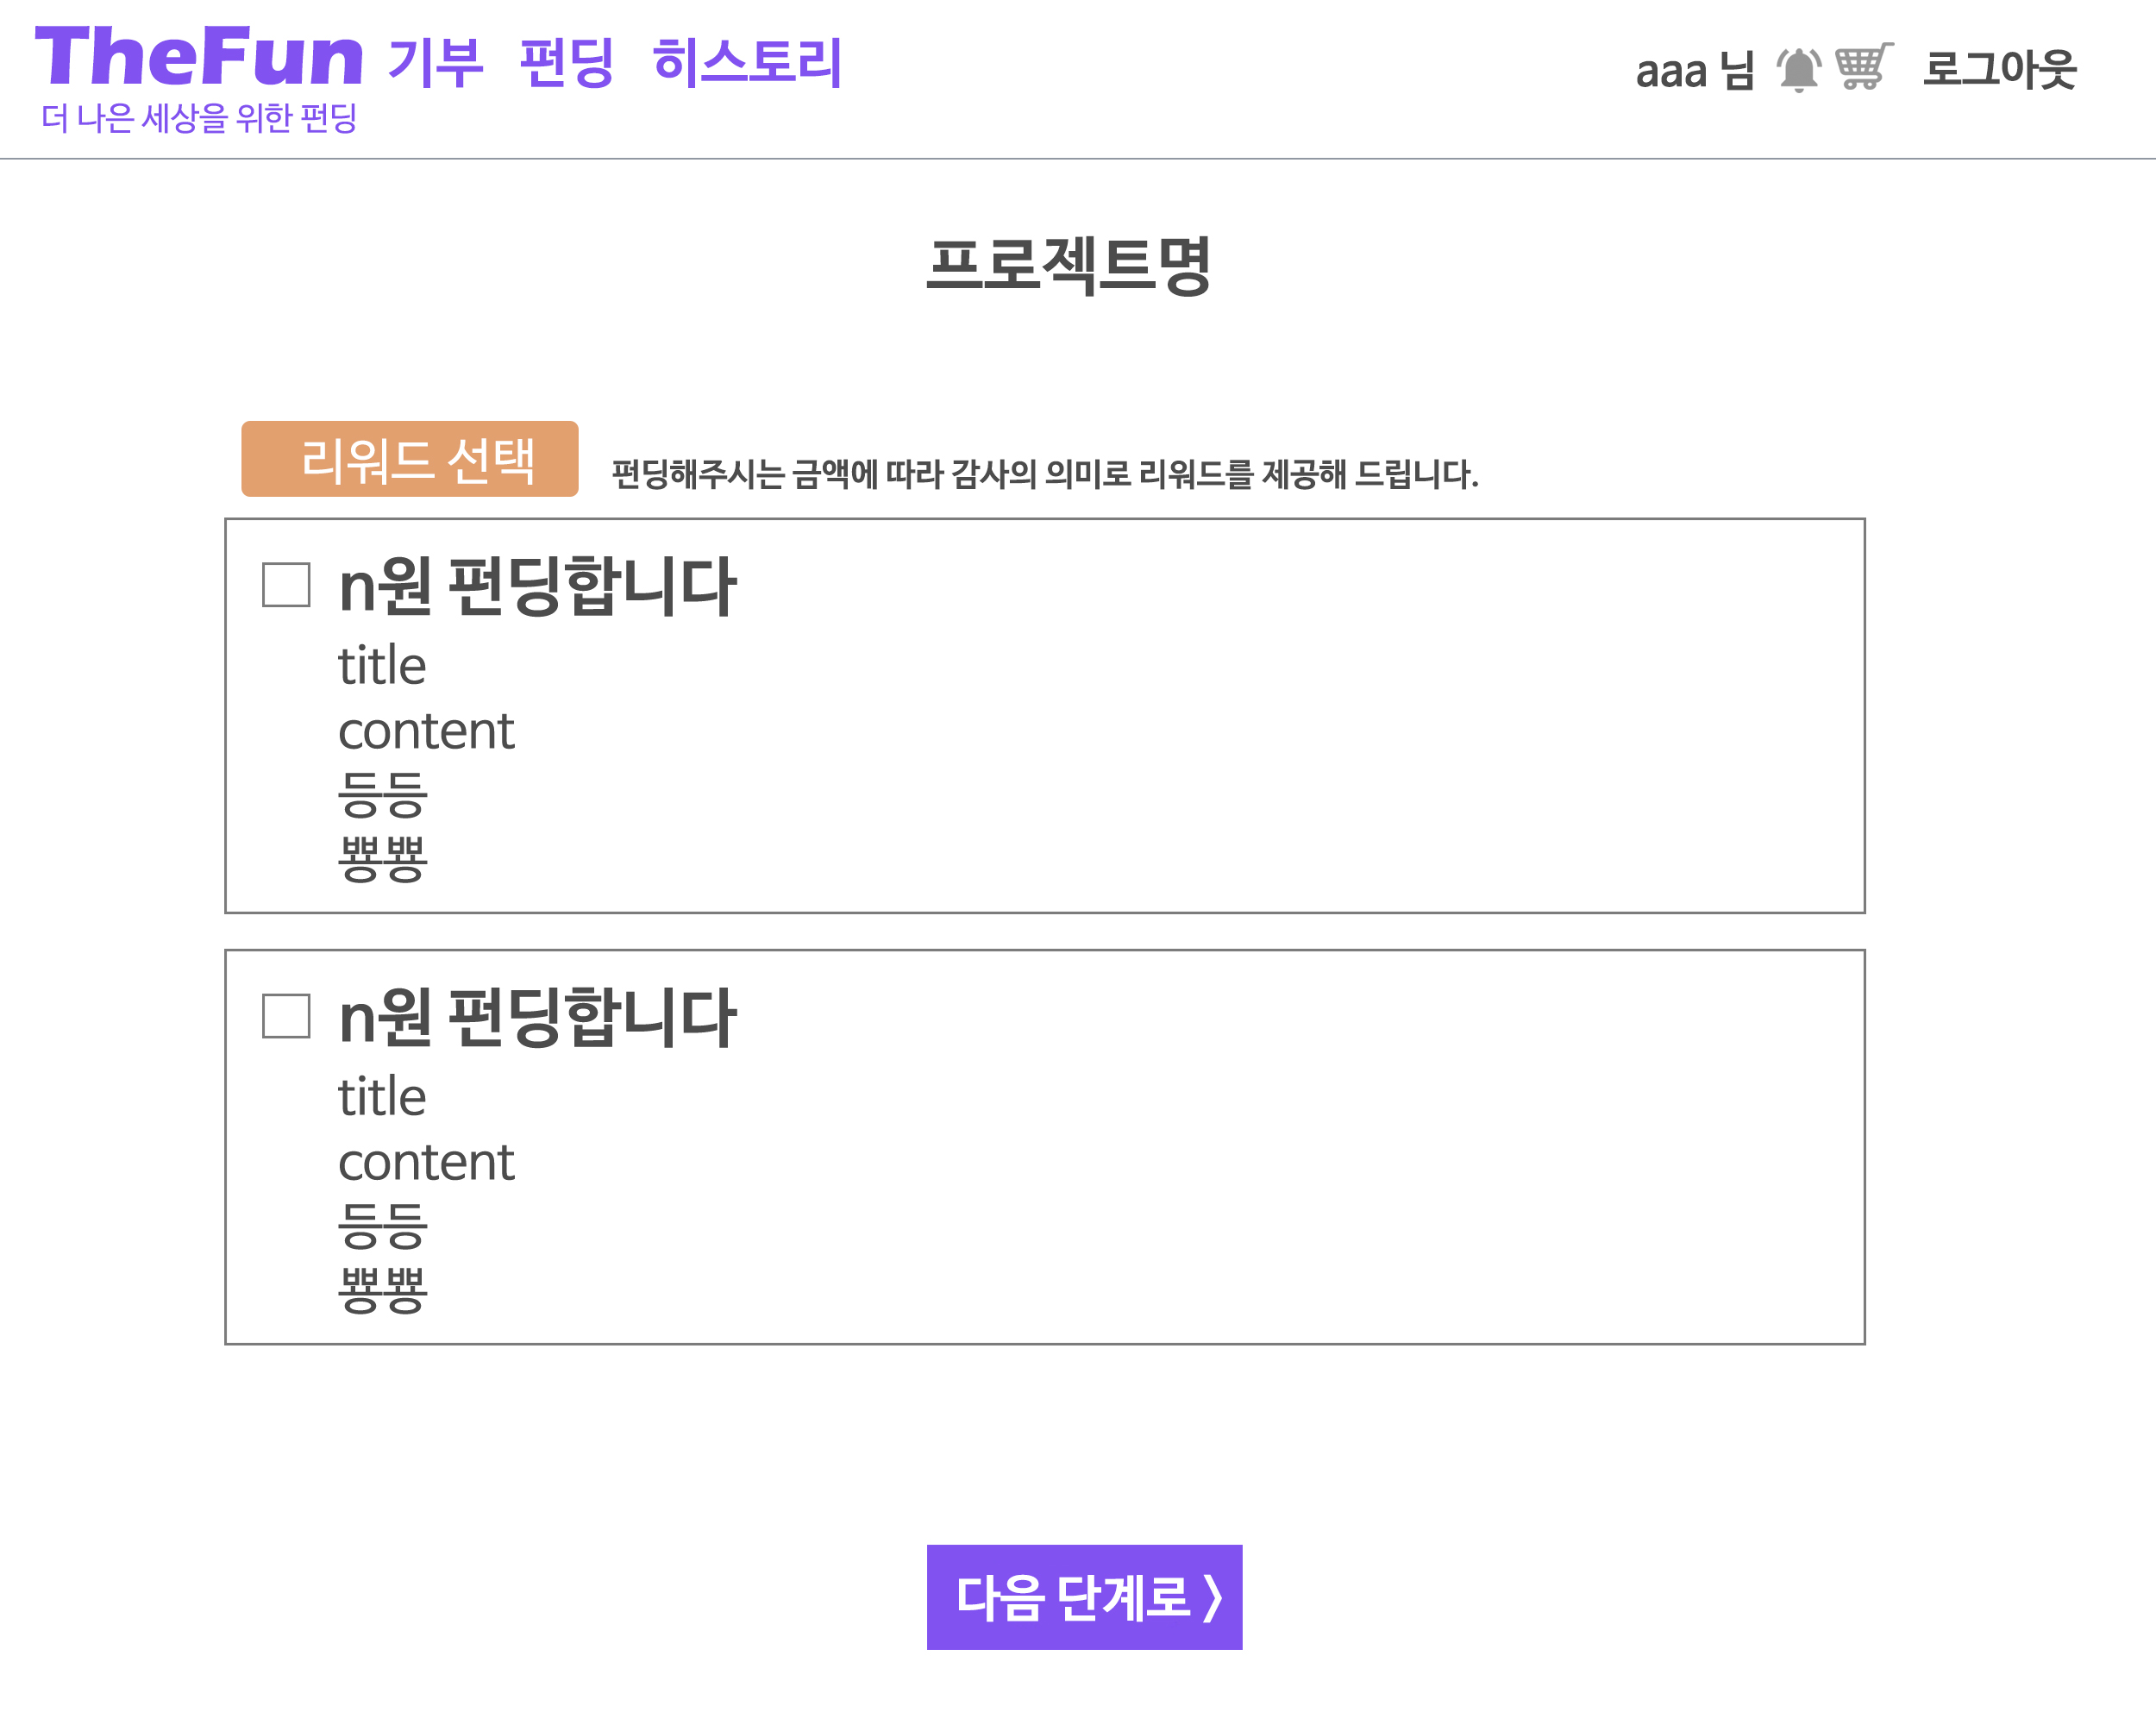 TheFun 기부 펀딩 히스토리
aaa 님 로그아웃
더 나은 세상을 위한 펀딩
프로젝트명
리워드 선택
펀딩해주시는 금액에 따라 감사의 의미로 리워드를 제공해 드립니다.
n원 펀딩합니다
title
content
등등
뿅뿅
n원 펀딩합니다
title
content
등등
뿅뿅
다음 단계로 〉